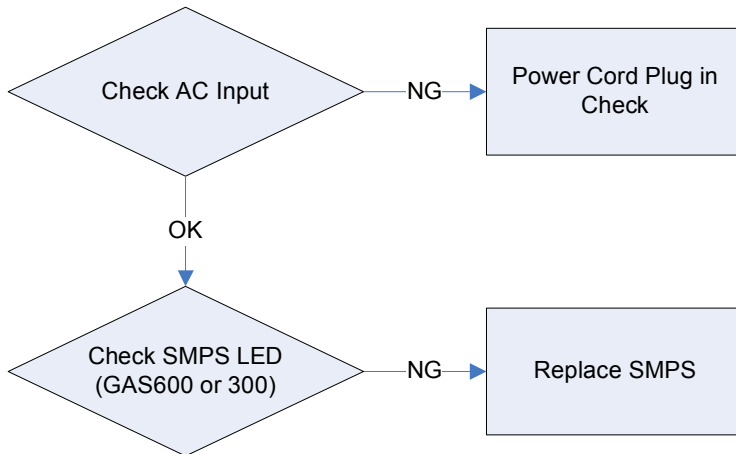 Check AC Input
NG
Power Cord Plug in
Check
OK
Check SMPS LED
(GAS600 or 300)
NG
Replace SMPS